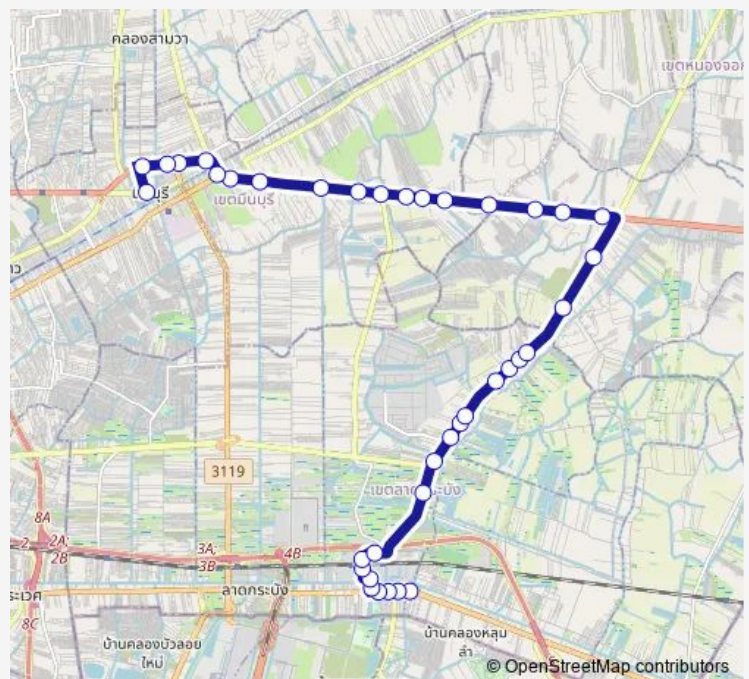 คลองสามวา
เขตหนองจอก
เขตมีนบุรี
3119
เขตลาดกระบัง
8A
2
2A;
2B
3A;
3B
4B
ลาดกระบัง
8C
บ้านคลองบัวลอย
ใหม่
บ้านคลองหลุม
ลำ
© OpenStreetMap contributors